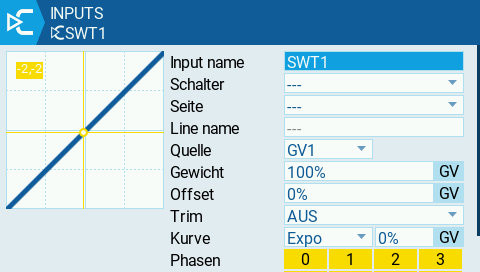 INPUTS
SWT1
-2,-2
Input name SWT1
Schalter ---
Seite ---
Line name ---
Quelle GV1
Gewicht 100% GV
Offset 0% GV
Trim AUS
Kurve Expo 0% GV
Phasen 0 1 2 3